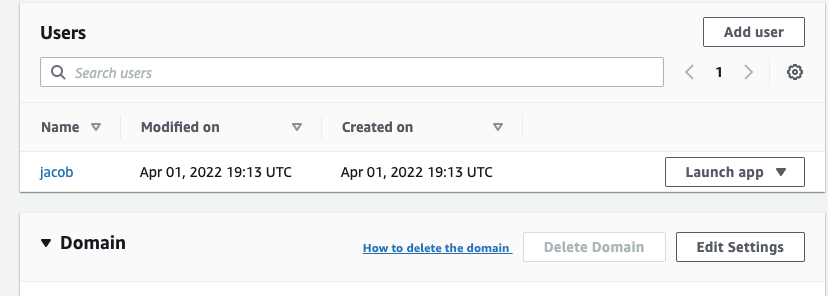 Users
Add user
Search users
1
Name Modified on Created on
jacob Apr 01, 2022 19:13 UTC Apr 01, 2022 19:13 UTC Launch app
Domain
How to delete the domain Delete Domain Edit Settings